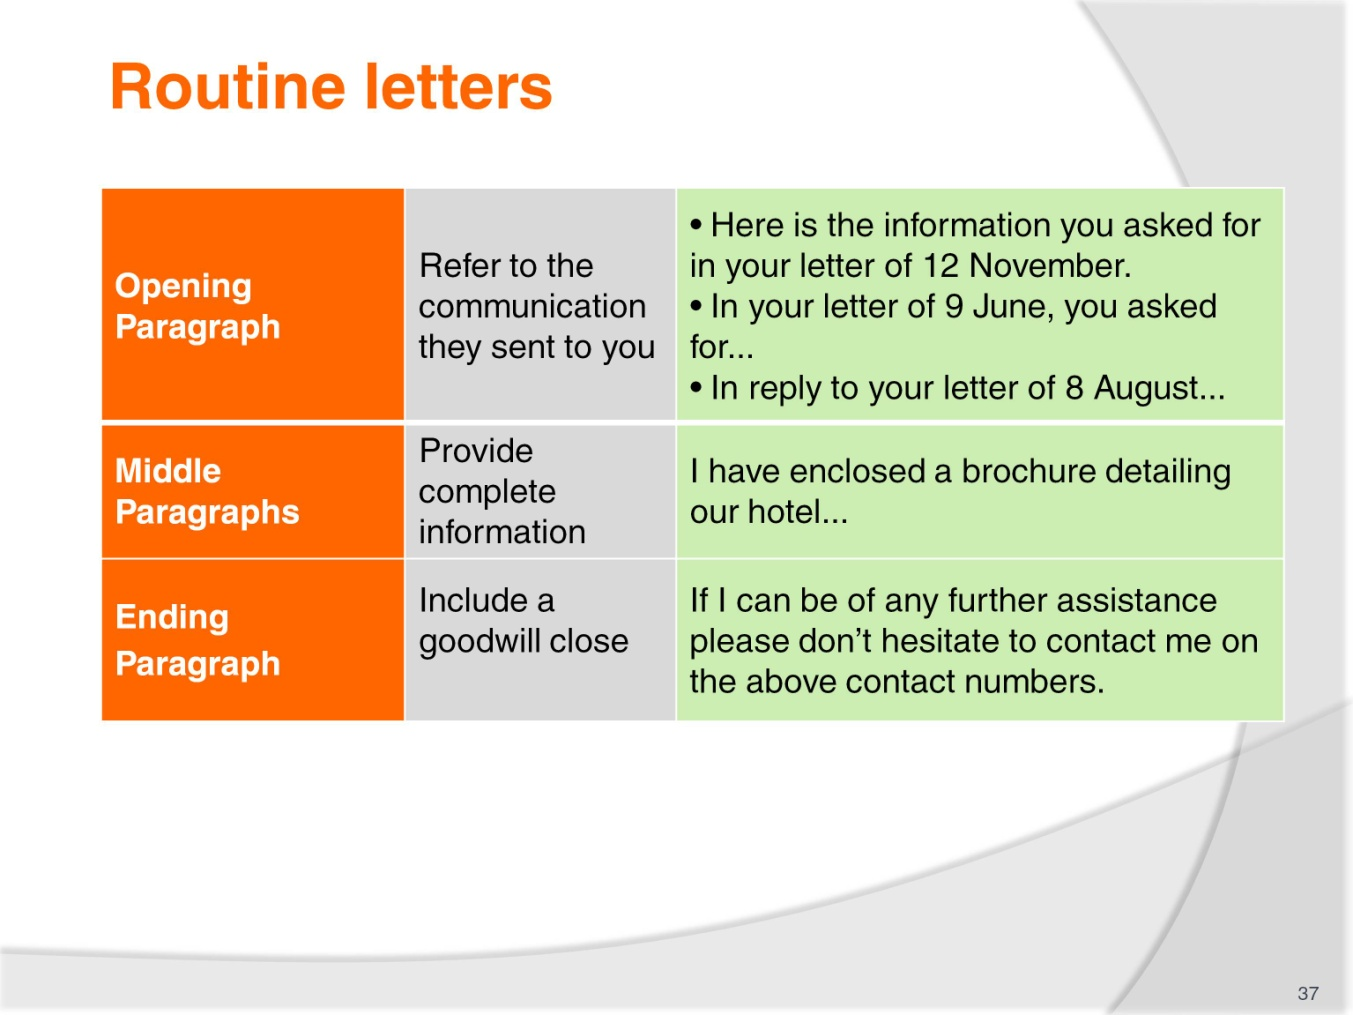 Routine letters
Opening
Paragraph
Refer to the
communication
they sent to you
• Here is the information you asked for
in your letter of 12 November.
• In your letter of 9 June, you asked
for...
• In reply to your letter of 8 August...
Middle
Paragraphs
Provide
complete
information
I have enclosed a brochure detailing
our hotel...
Ending
Paragraph
Include a
goodwill close
If I can be of any further assistance
please don’t hesitate to contact me on
the above contact numbers.
37